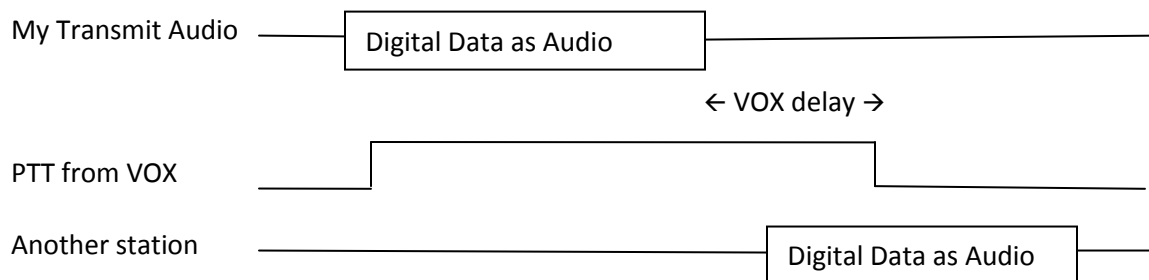 My Transmit Audio
Digital Data as Audio
← VOX delay →
PTT from VOX
Another station
Digital Data as Audio